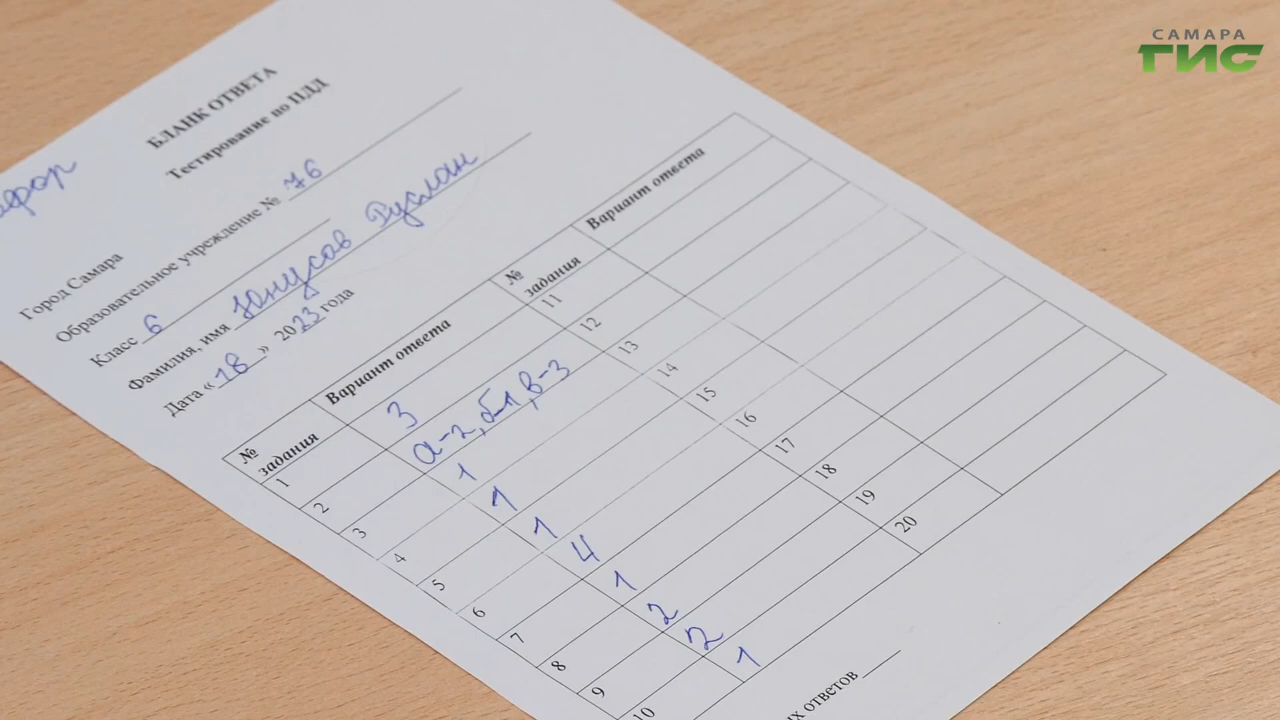 САМАРА
ГИС
БЛАНК ОТВЕТА
Тестирование по ПДД
Город Самара
Образовательное учреждение № 76
Класс 6
Фамилия, имя Юнусов Руслан
Дата «18» 2023 года
№ задания Вариант ответа № задания Вариант ответа
1 3 11
2 а-2, б-1, в-3 12
3 1 13
4 1 14
5 1 15
6 4 16
7 1 17
8 2 18
9 2 19
10 1 20
ответов